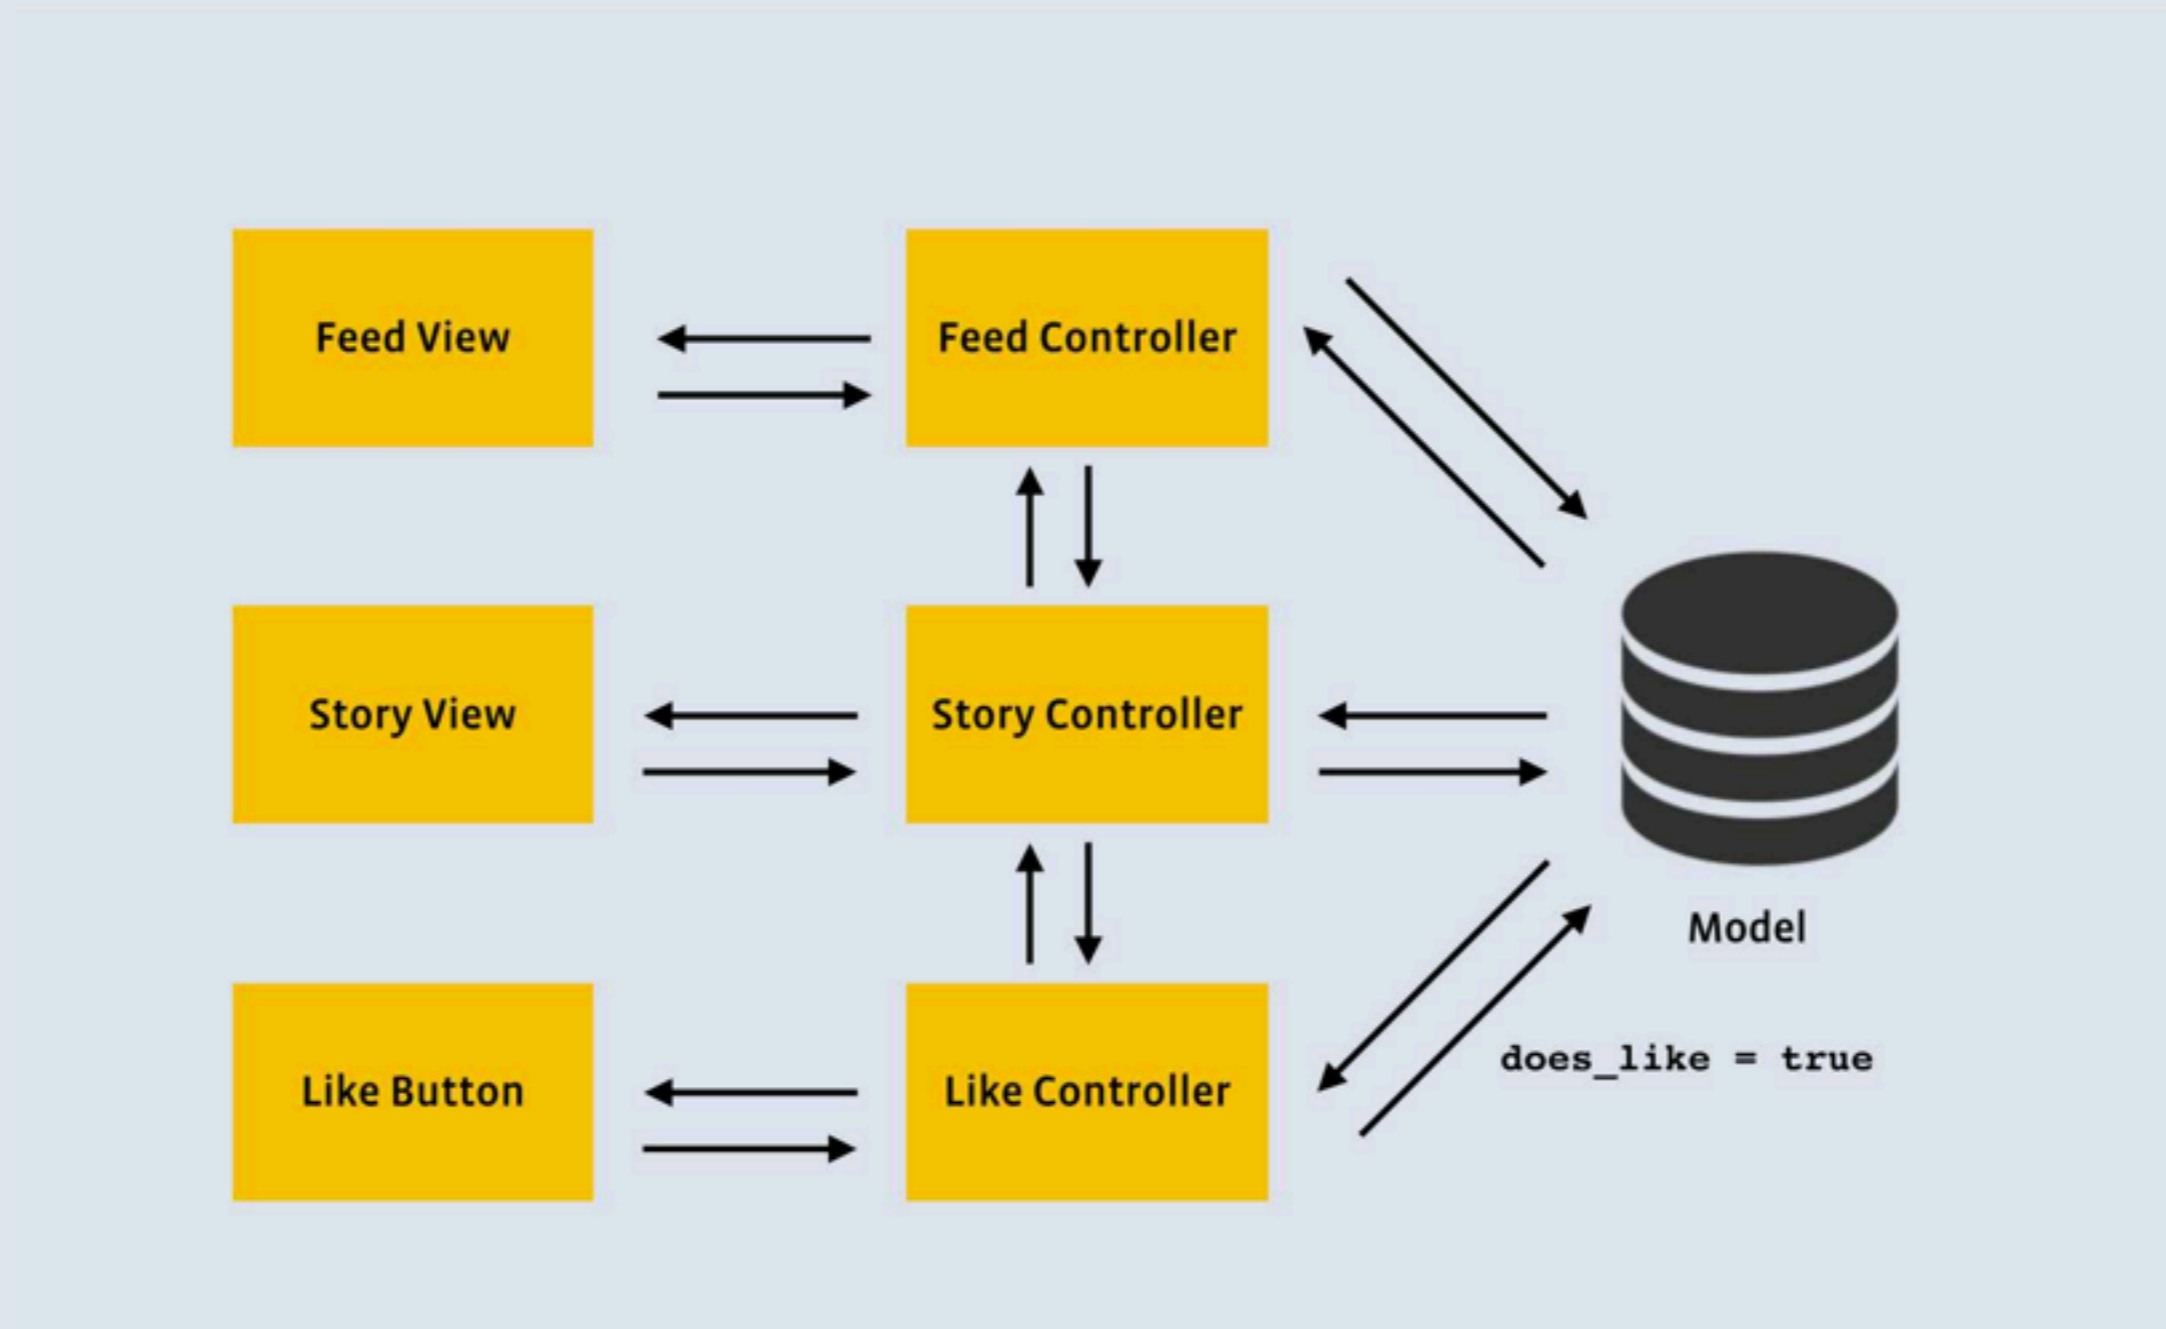 Feed View
Feed Controller
Story View
Story Controller
Model
does_like = true
Like Button
Like Controller